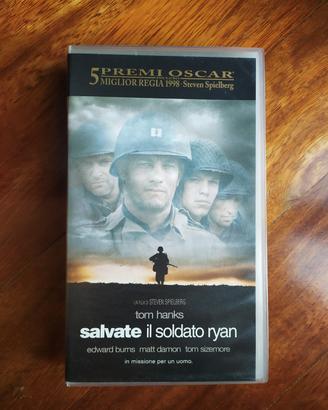 5 PREMI OSCAR
MIGLIOR REGIA 1998 - Steven Spielberg
un film di STEVEN SPIELBERG
tom hanks
salvate il soldato ryan
edward burns matt damon tom sizemore
in missione per un uomo.